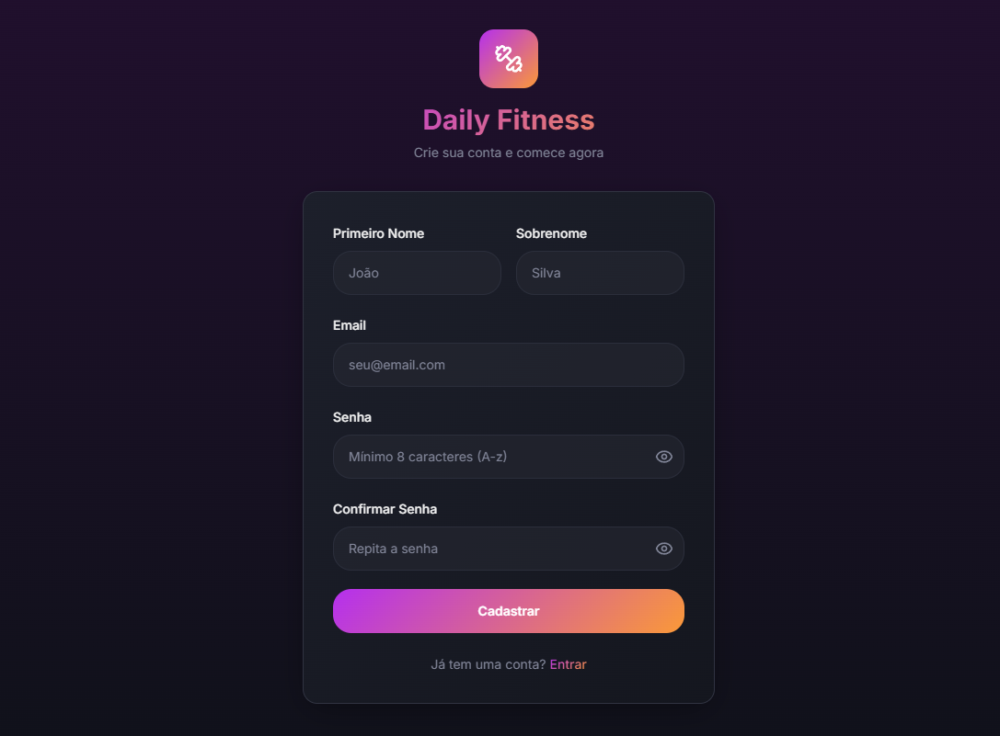 Daily Fitness
Crie sua conta e comece agora
Primeiro Nome
Sobrenome
João
Silva
Email
seu@email.com
Senha
Mínimo 8 caracteres (A-z)
Confirmar Senha
Repita a senha
Cadastrar
Já tem uma conta? Entrar